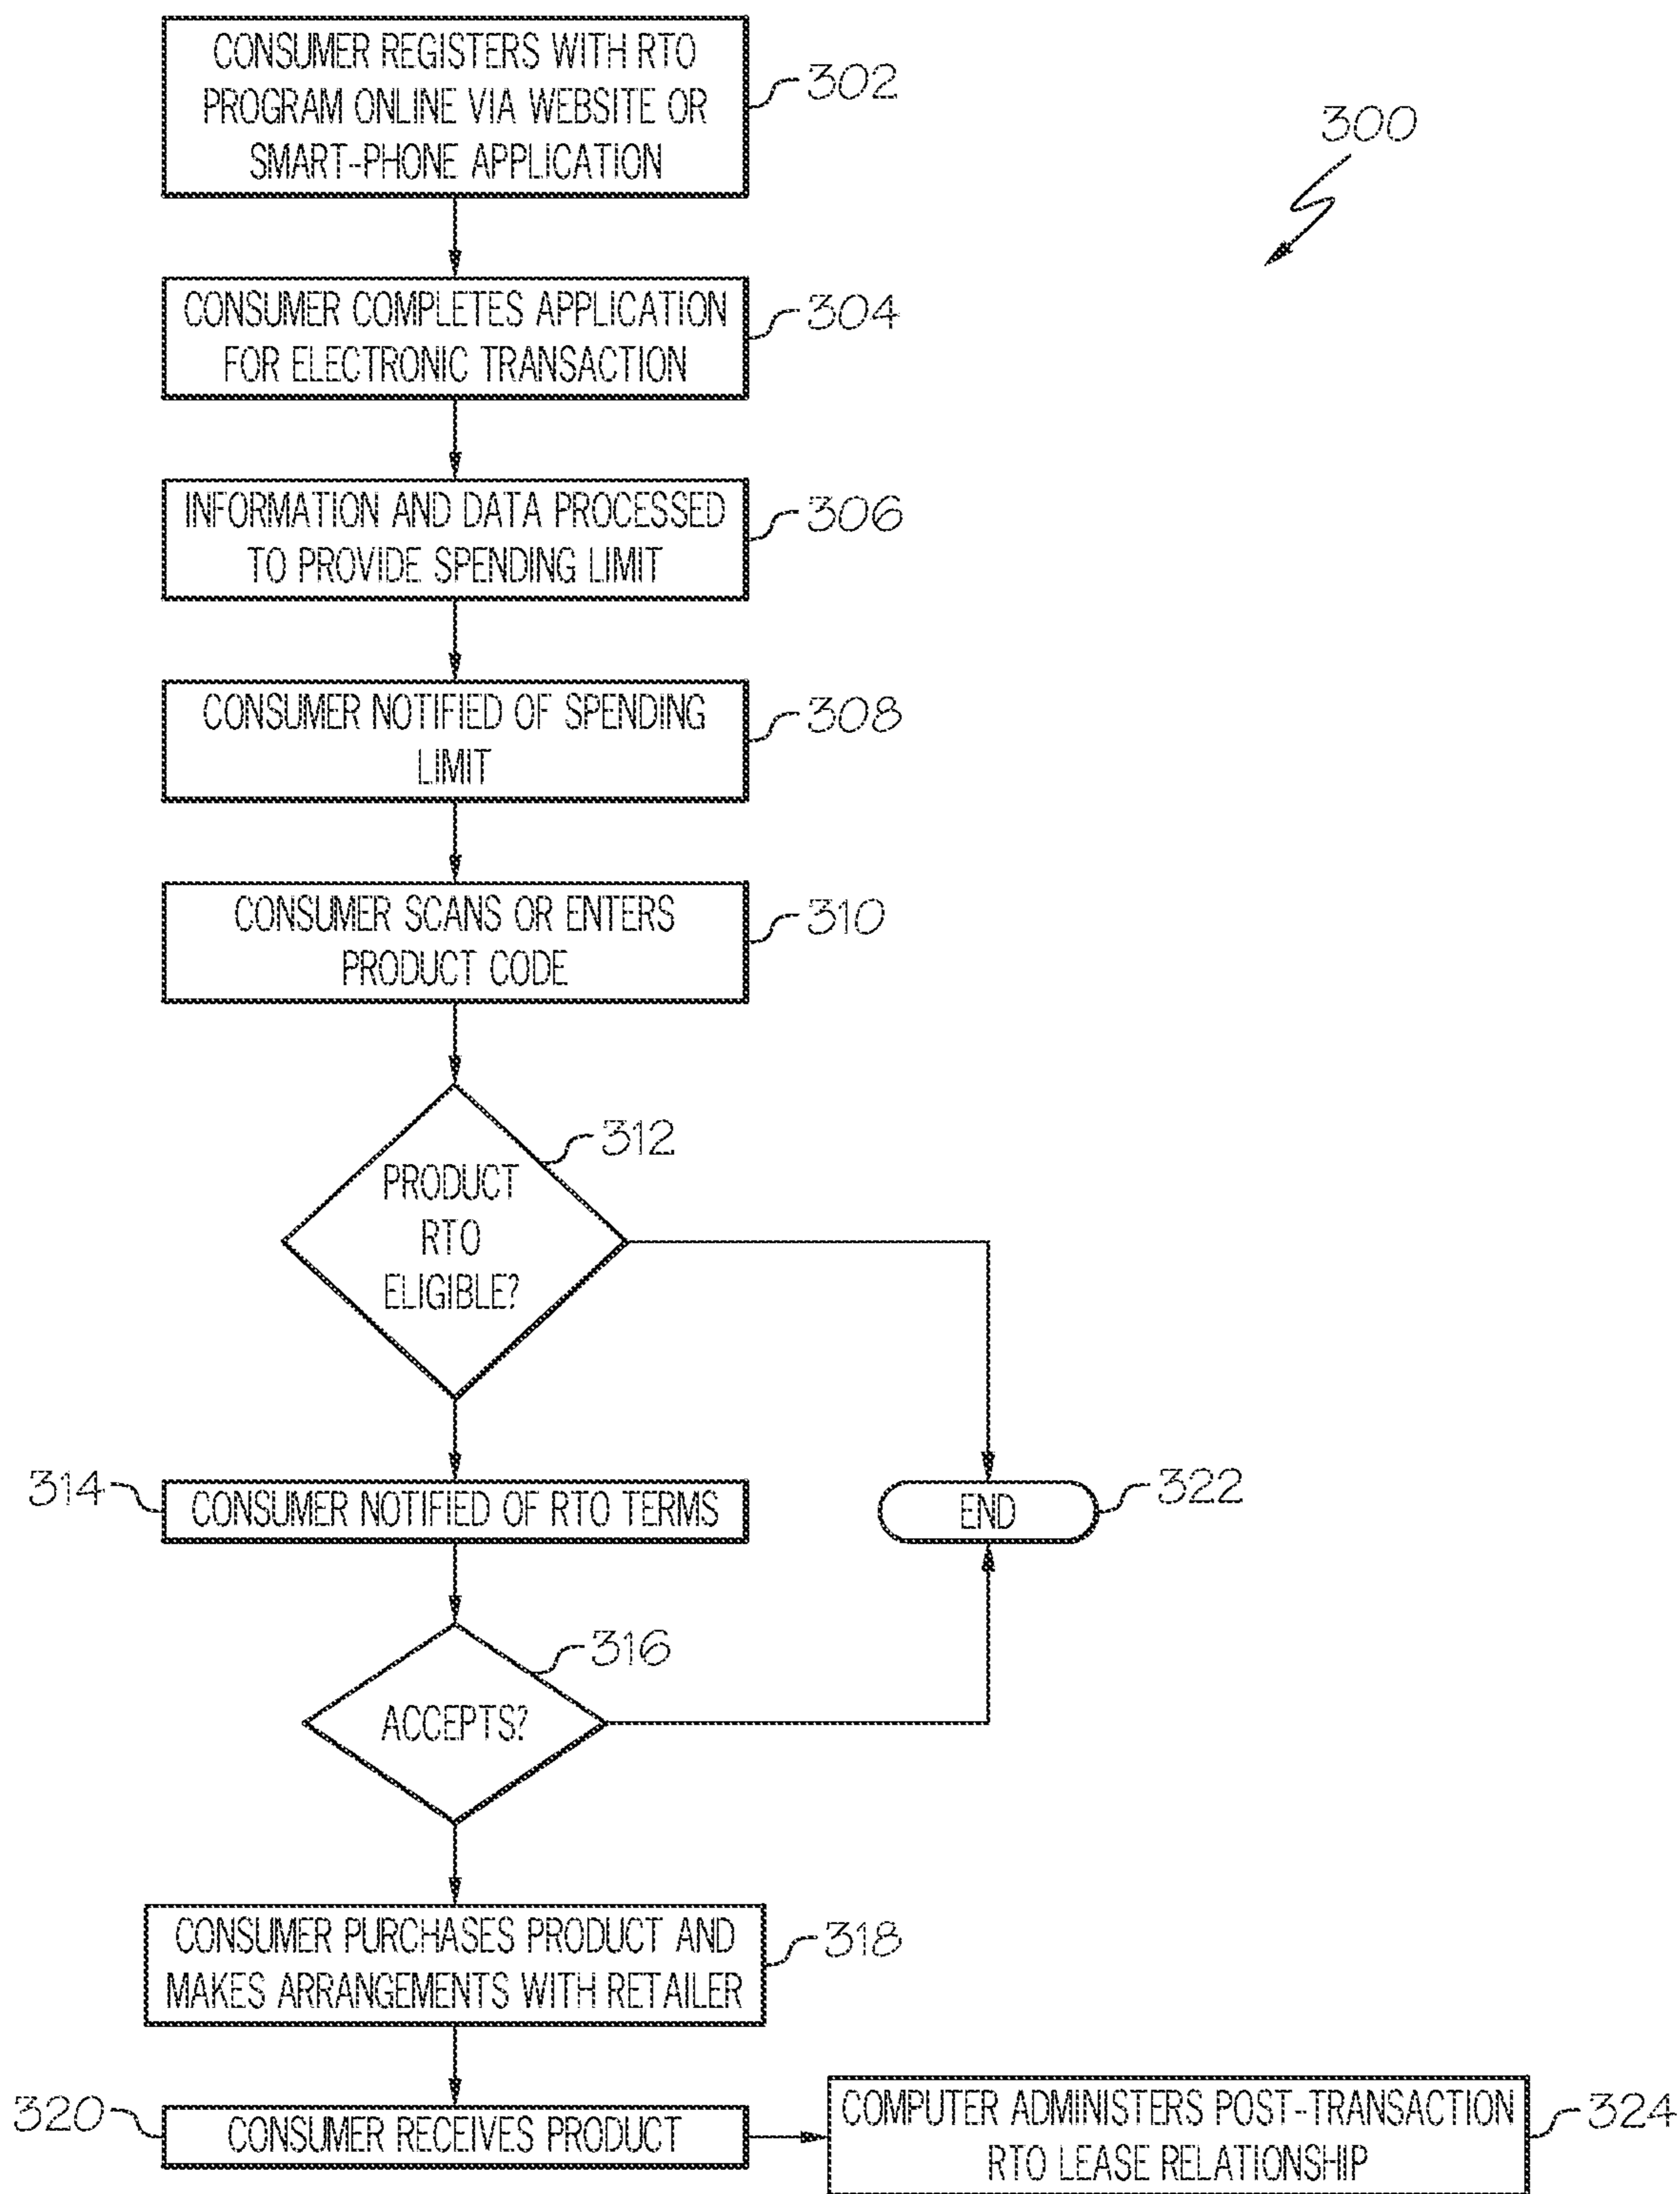 CONSUMER REGISTERS WITH RTO
PROGRAM ONLINE VIA WEBSITE OR
SMART-PHONE APPLICATION
302
300
CONSUMER COMPLETES APPLICATION
FOR ELECTRONIC TRANSACTION
304
INFORMATION AND DATA PROCESSED
TO PROVIDE SPENDING LIMIT
306
CONSUMER NOTIFIED OF SPENDING
LIMIT
308
CONSUMER SCANS OR ENTERS
PRODUCT CODE
310
312
PRODUCT
RTO
ELIGIBLE?
314
CONSUMER NOTIFIED OF RTO TERMS
END
322
316
ACCEPTS?
CONSUMER PURCHASES PRODUCT AND
MAKES ARRANGEMENTS WITH RETAILER
318
320
CONSUMER RECEIVES PRODUCT
COMPUTER ADMINISTERS POST-TRANSACTION
RTO LEASE RELATIONSHIP
324